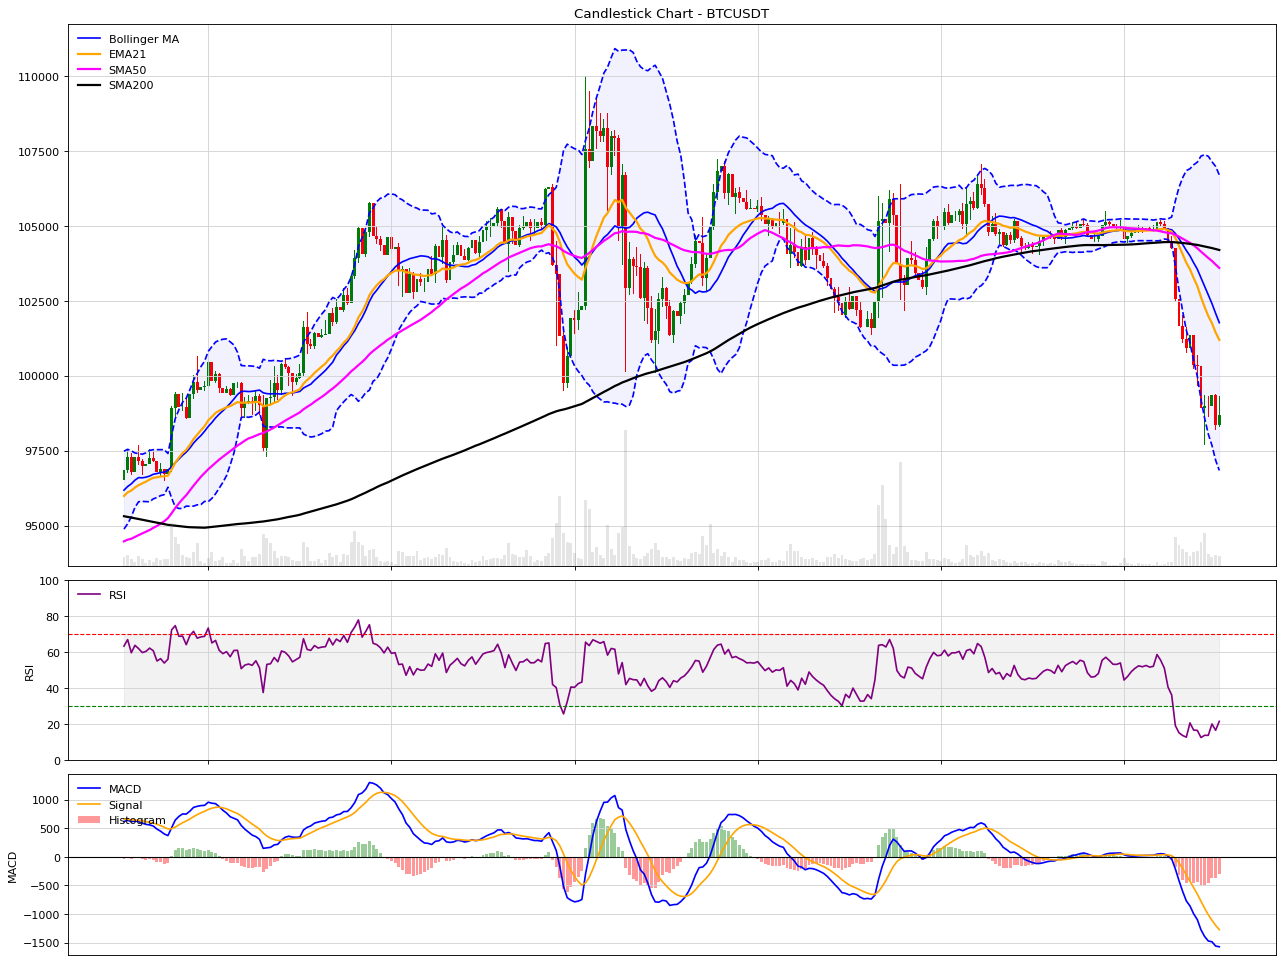 Candlestick Chart - BTCUSDT
Bollinger MA
EMA21
SMA50
SMA200
110000
107500
105000
102500
100000
97500
95000
100
80
60
40
20
0
RSI
RSI
1000
500
0
−500
−1000
−1500
MACD
MACD
Signal
Histogram